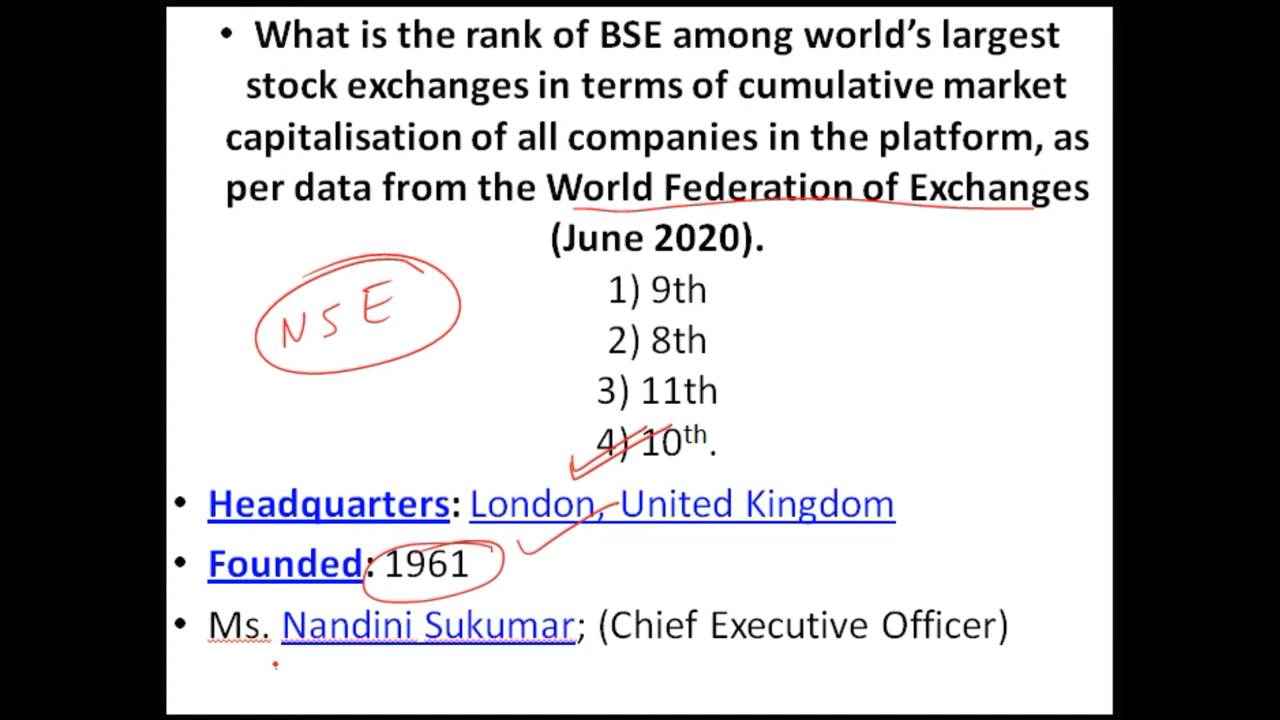 • What is the rank of BSE among world's largest
stock exchanges in terms of cumulative market
capitalisation of all companies in the platform, as
per data from the World Federation of Exchanges
(June 2020).
1) 9th
NSE
2) 8th
3) 11th
4) 10th.
• Headquarters: London, United Kingdom
• Founded: 1961
• Ms. Nandini Sukumar; (Chief Executive Officer)